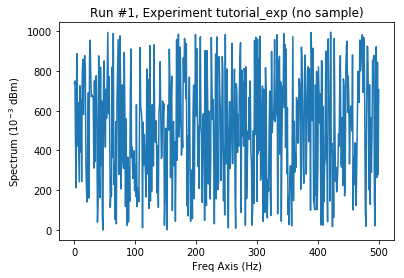 Run #1, Experiment tutorial_exp (no sample)
1000
800
600
400
200
0
Spectrum (10⁻³ dBm)
0 100 200 300 400 500
Freq Axis (Hz)